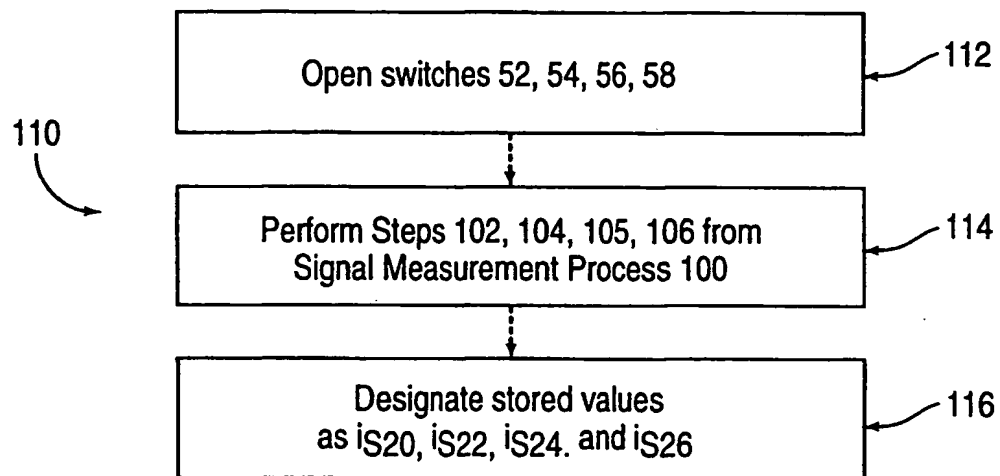 Open switches 52, 54, 56, 58
112
110
Perform Steps 102, 104, 105, 106 from
Signal Measurement Process 100
114
Designate stored values
as iS20, iS22, iS24. and iS26
116